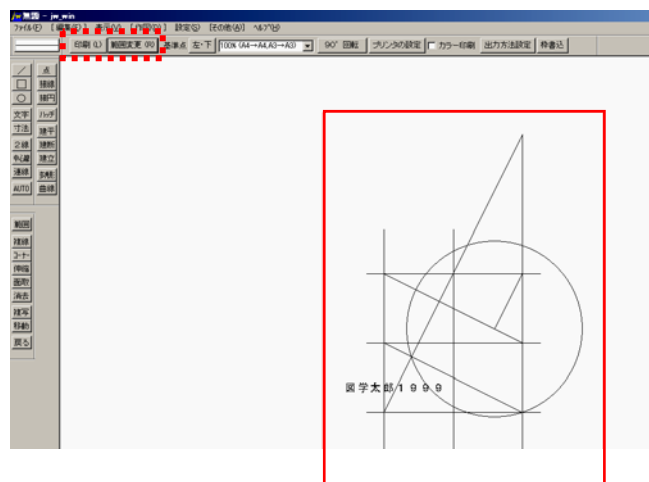 無題 - jw_win
ファイル(F) [編集(E)] 表示(V) [作図(D)] 設定(S) [その他(A)] ヘルプ(H)
印刷(L) 範囲変更(R) 基準点 左・下 100% (A4→A4,A3→A3) 90°回転 プリンタの設定 カラー印刷 出力方法設定 枠書込
/ 点
□ 接線
○ 接円
文字 ハッチ
寸法 建平
2線 建断
中心線 建立
連線 多角形
AUTO 曲線
範囲
複線
コーナー
伸縮
面取
消去
複写
移動
戻る
図学太郎1999